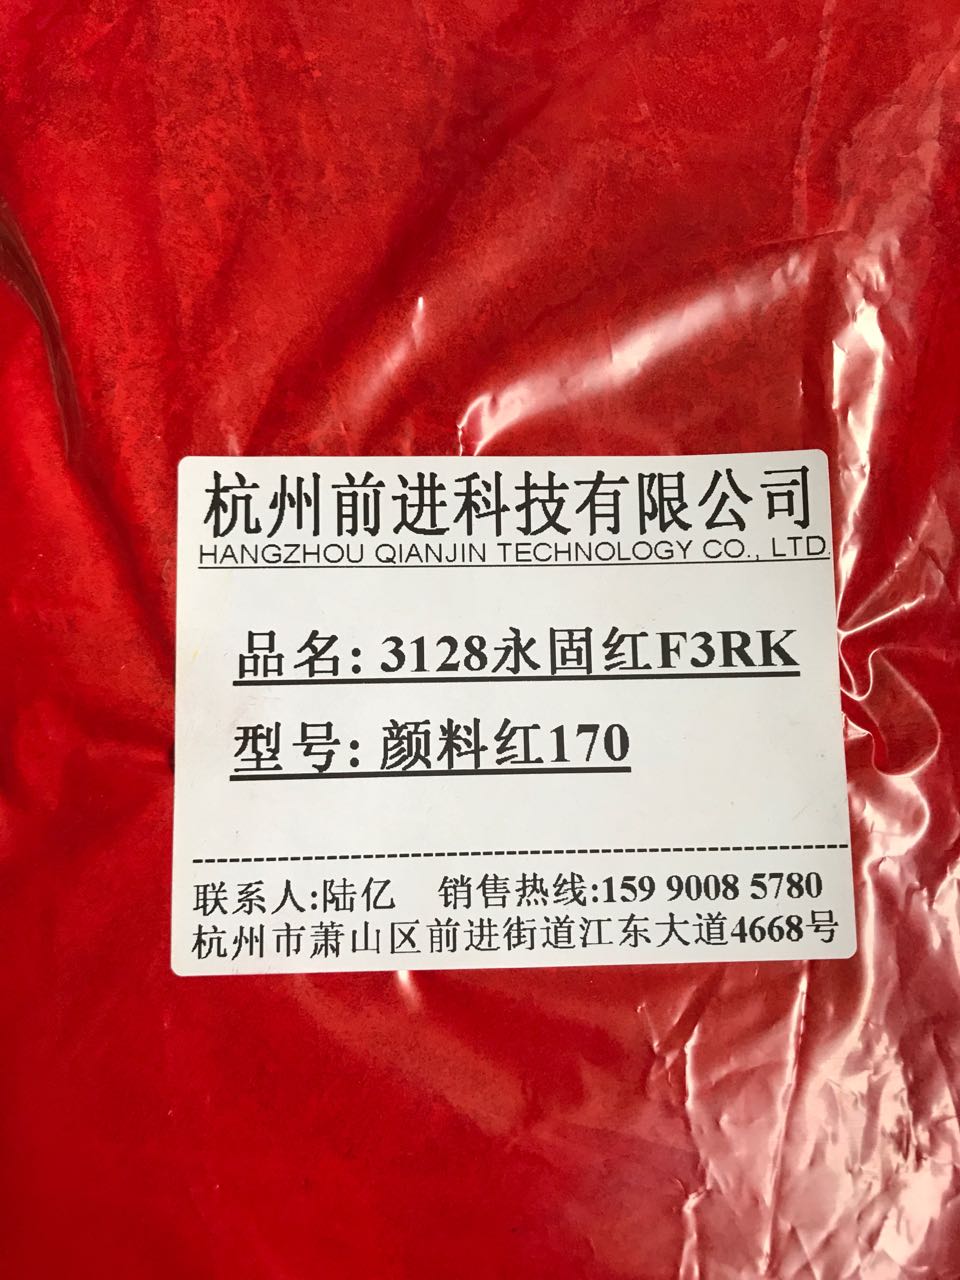 杭州前进科技有限公司
HANGZHOU QIANJIN TECHNOLOGY CO., LTD.
品名: 3128永固红F3RK
型号: 颜料红170
联系人:陆亿 销售热线:159 9008 5780
杭州市萧山区前进街道江东大道4668号